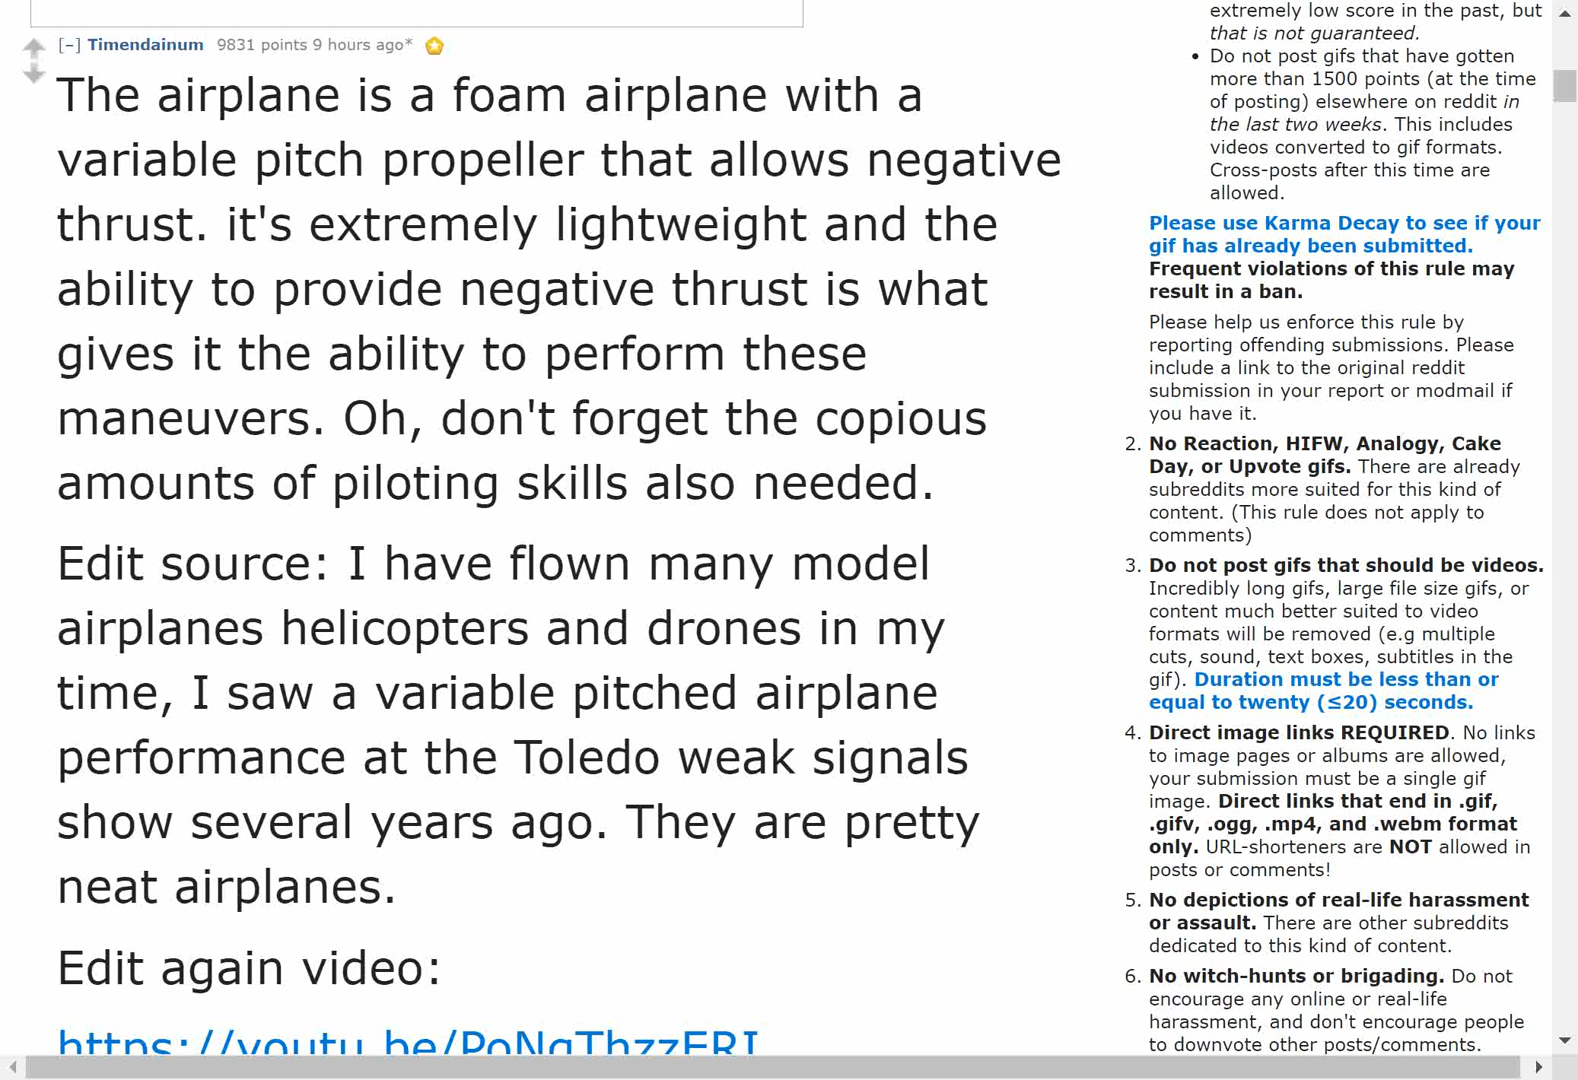 [–] Timendainum 9831 points 9 hours ago*
The airplane is a foam airplane with a
variable pitch propeller that allows negative
thrust. it's extremely lightweight and the
ability to provide negative thrust is what
gives it the ability to perform these
maneuvers. Oh, don't forget the copious
amounts of piloting skills also needed.
Edit source: I have flown many model
airplanes helicopters and drones in my
time, I saw a variable pitched airplane
performance at the Toledo weak signals
show several years ago. They are pretty
neat airplanes.
Edit again video:
https://youtu.be/PoNgThzzERI
extremely low score in the past, but
that is not guaranteed.
• Do not post gifs that have gotten
more than 1500 points (at the time
of posting) elsewhere on reddit in
the last two weeks. This includes
videos converted to gif formats.
Cross-posts after this time are
allowed.
Please use Karma Decay to see if your
gif has already been submitted.
Frequent violations of this rule may
result in a ban.
Please help us enforce this rule by
reporting offending submissions. Please
include a link to the original reddit
submission in your report or modmail if
you have it.
2. No Reaction, HIFW, Analogy, Cake
Day, or Upvote gifs. There are already
subreddits more suited for this kind of
content. (This rule does not apply to
comments)
3. Do not post gifs that should be videos.
Incredibly long gifs, large file size gifs, or
content much better suited to video
formats will be removed (e.g multiple
cuts, sound, text boxes, subtitles in the
gif). Duration must be less than or
equal to twenty (≤20) seconds.
4. Direct image links REQUIRED. No links
to image pages or albums are allowed,
your submission must be a single gif
image. Direct links that end in .gif,
.gifv, .ogg, .mp4, and .webm format
only. URL-shorteners are NOT allowed in
posts or comments!
5. No depictions of real-life harassment
or assault. There are other subreddits
dedicated to this kind of content.
6. No witch-hunts or brigading. Do not
encourage any online or real-life
harassment, and don't encourage people
to downvote other posts/comments.